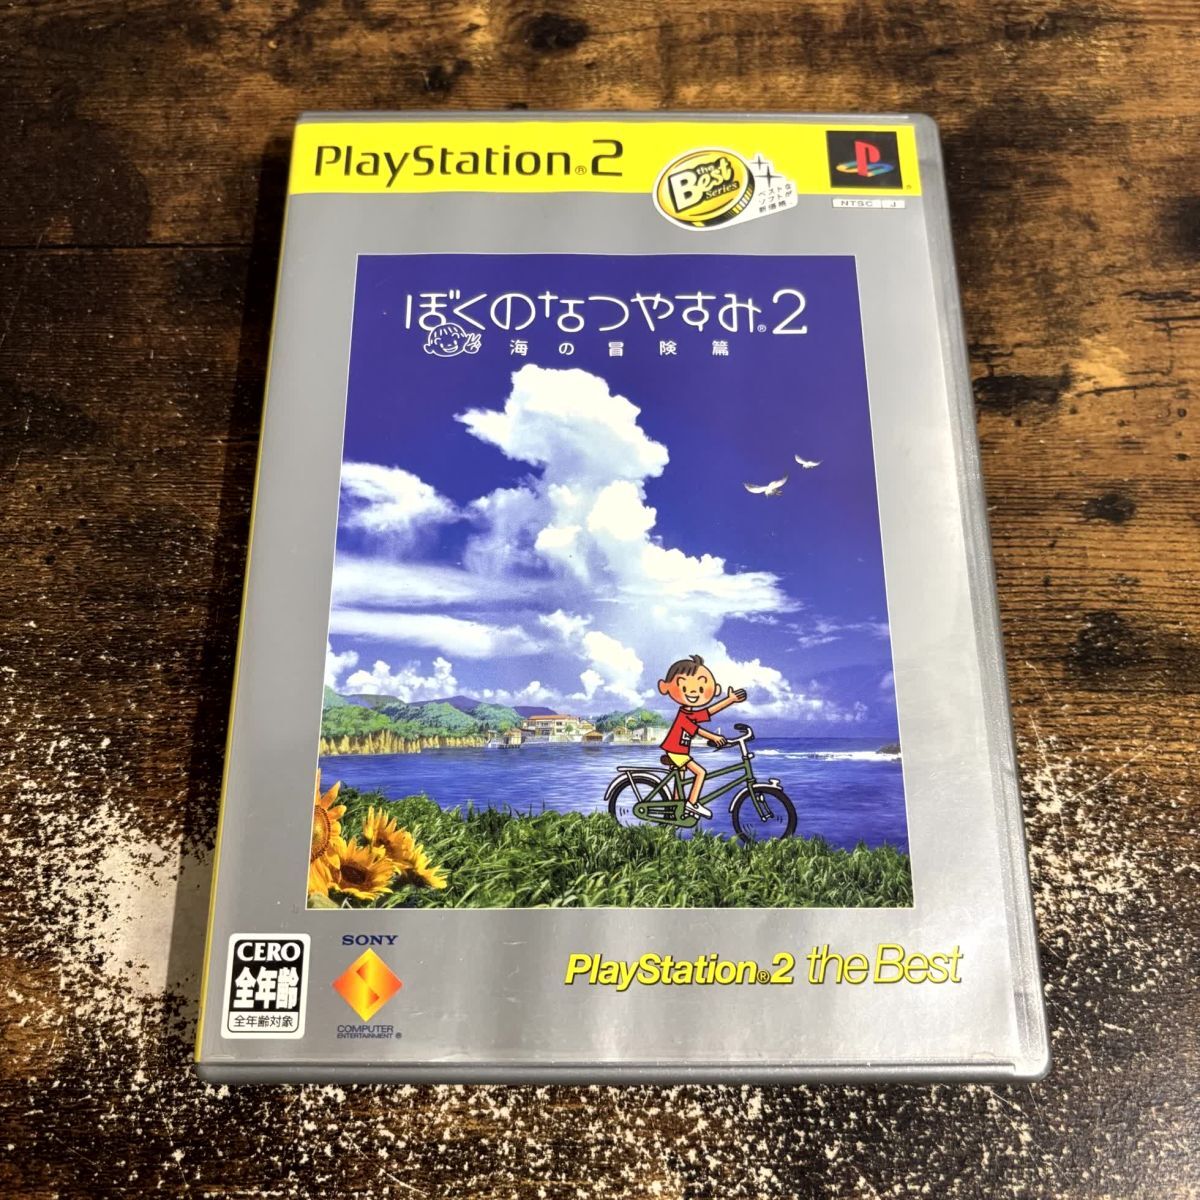 PlayStation®2
the
Best
Series
ベストな
ソフトが
新価格。
NTSC J
ぼくのなつやすみ®2
海の冒険篇
CERO
全年齢
全年齢対象
SONY
COMPUTER
ENTERTAINMENT®
PlayStation®2 the Best